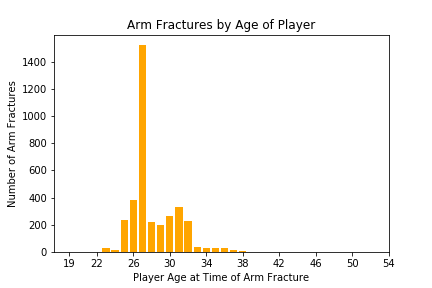 Arm Fractures by Age of Player
Number of Arm Fractures
1400
1200
1000
800
600
400
200
0
19 22 26 30 34 38 42 46 50 54
Player Age at Time of Arm Fracture